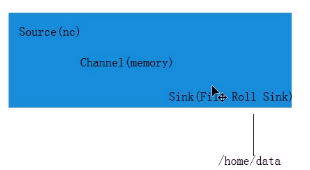 Source(nc)
Channel(memory)
Sink(File Roll Sink)
/home/data